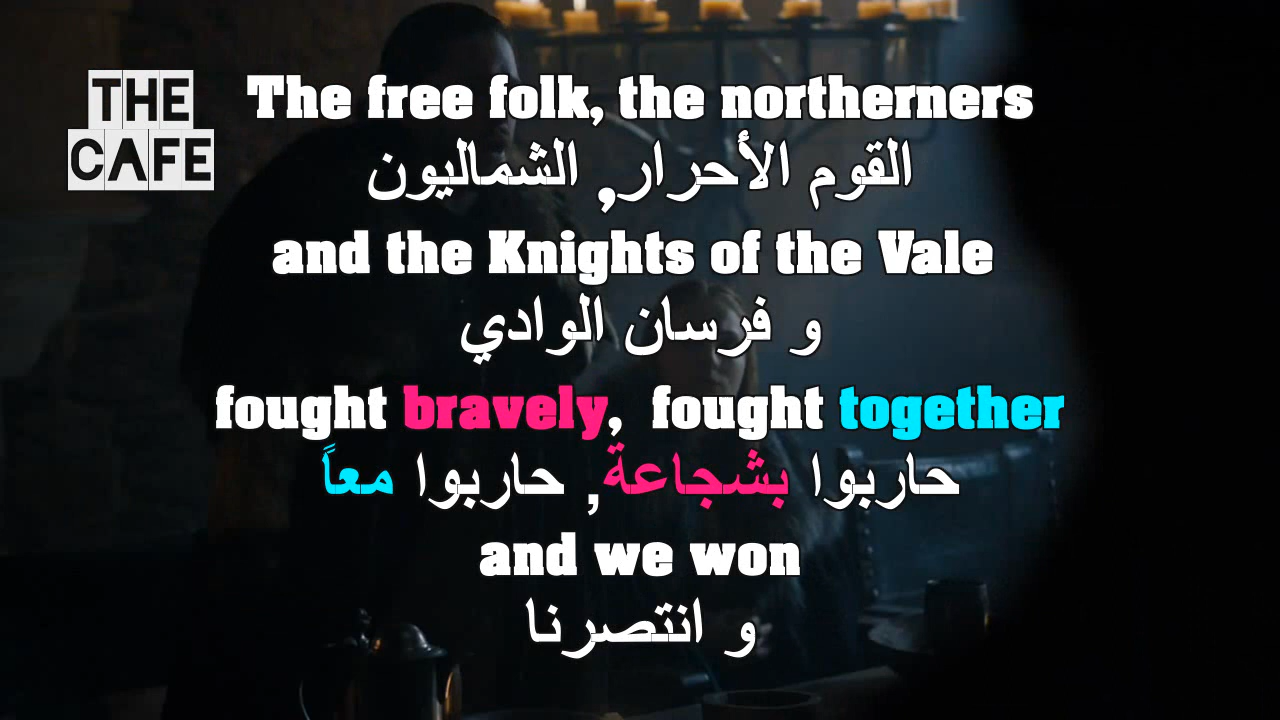 THE
CAFE
The free folk, the northerners
القوم الأحرار, الشماليون
and the Knights of the Vale
و فرسان الوادي
fought bravely, fought together
حاربوا بشجاعة, حاربوا معاً
and we won
و انتصرنا